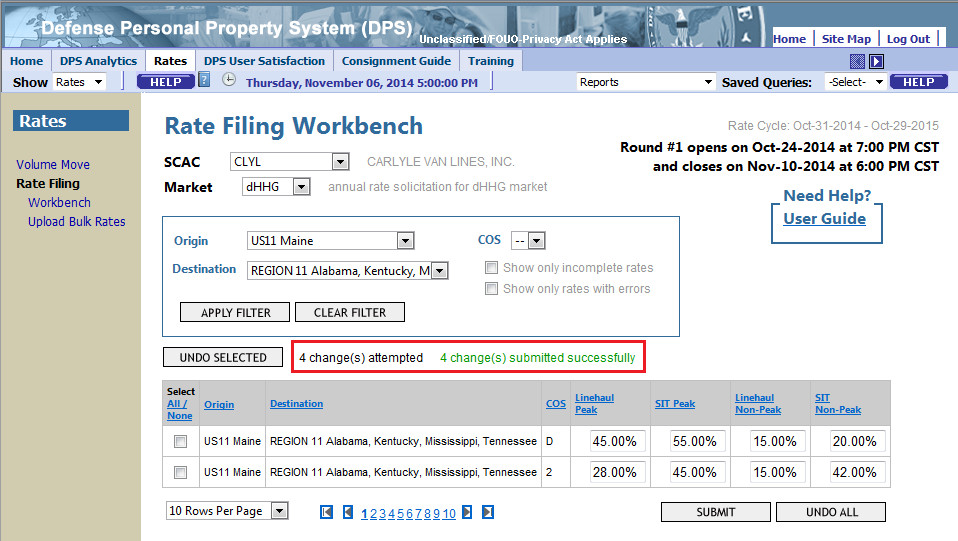 Defense Personal Property System (DPS)
Unclassified/FOUO-Privacy Act Applies
Home Site Map Log Out
Home DPS Analytics Rates DPS User Satisfaction Consignment Guide Training
Show Rates HELP ? Thursday, November 06, 2014 5:00:00 PM Reports Saved Queries: -Select- HELP
Rates
Volume Move
Rate Filing
Workbench
Upload Bulk Rates
Rate Filing Workbench
Rate Cycle: Oct-31-2014 - Oct-29-2015
Round #1 opens on Oct-24-2014 at 7:00 PM CST
and closes on Nov-10-2014 at 6:00 PM CST
SCAC CLYL CARLYLE VAN LINES, INC.
Market dHHG annual rate solicitation for dHHG market
Need Help?
User Guide
Origin US11 Maine COS --
Destination REGION 11 Alabama, Kentucky, M
Show only incomplete rates
Show only rates with errors
APPLY FILTER CLEAR FILTER
UNDO SELECTED 4 change(s) attempted 4 change(s) submitted successfully
Select All / None Origin Destination COS Linehaul Peak SIT Peak Linehaul Non-Peak SIT Non-Peak
US11 Maine REGION 11 Alabama, Kentucky, Mississippi, Tennessee D 45.00% 55.00% 15.00% 20.00%
US11 Maine REGION 11 Alabama, Kentucky, Mississippi, Tennessee 2 28.00% 45.00% 15.00% 42.00%
10 Rows Per Page 1 2 3 4 5 6 7 8 9 10 SUBMIT UNDO ALL